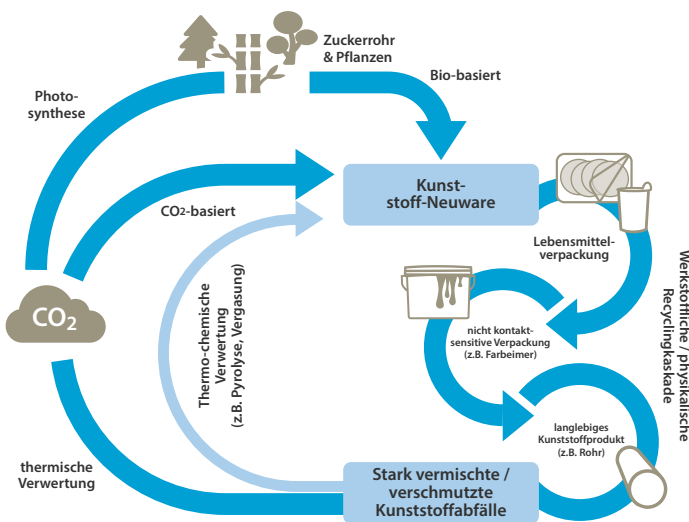 Zuckerrohr
& Pflanzen
Bio-basiert
Photo-
synthese
Kunst-
stoff-Neuware
CO2-basiert
Lebensmittel-
verpackung
Werkstoffliche / physikalische
Recyclingkaskade
CO2
nicht kontakt-
sensitive Verpackung
(z.B. Farbeimer)
Thermo-chemische
Verwertung
(z.B. Pyrolyse, Vergasung)
langlebiges
Kunststoffprodukt
(z.B. Rohr)
thermische
Verwertung
Stark vermischte /
verschmutzte
Kunststoffabfälle